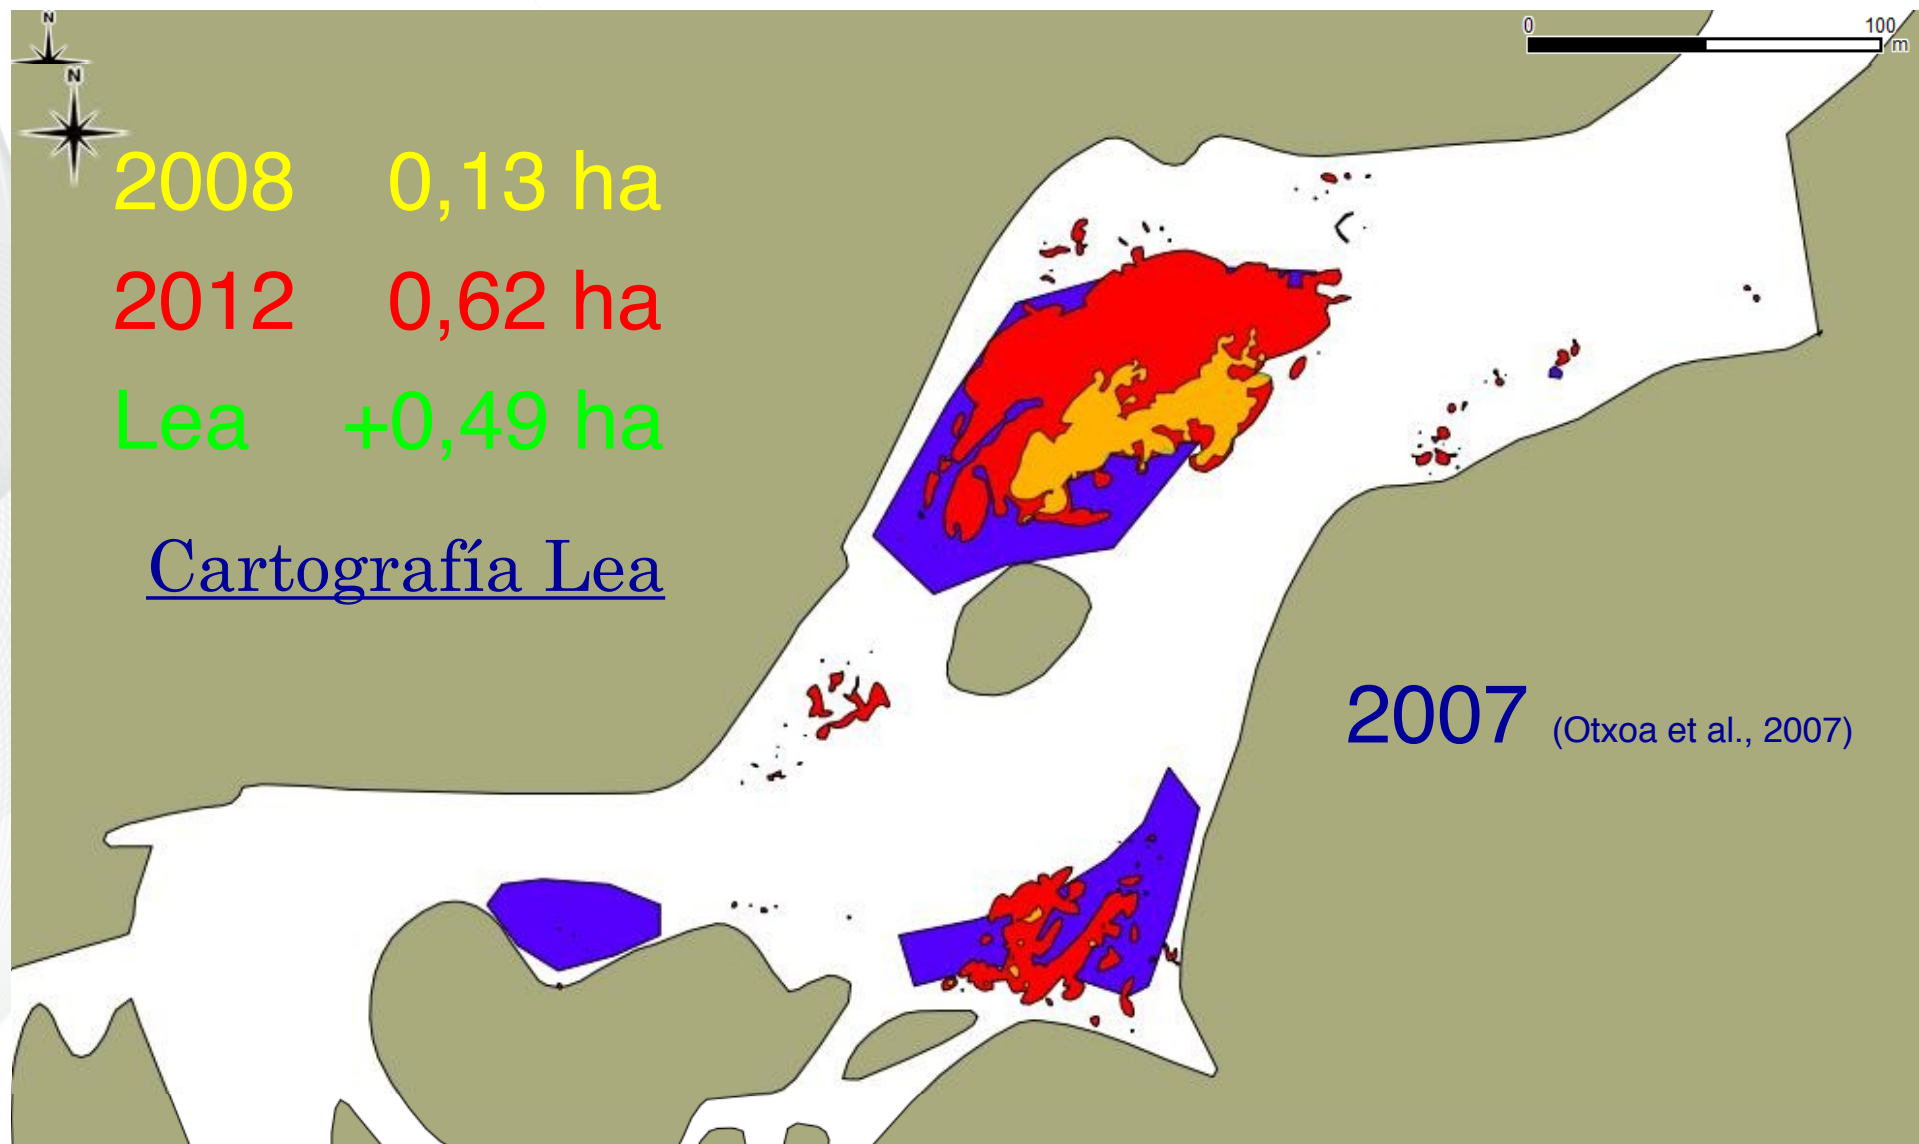 N
N
0 100
m
2008 0,13 ha
2012 0,62 ha
Lea +0,49 ha
Cartografía Lea
2007 (Otxoa et al., 2007)